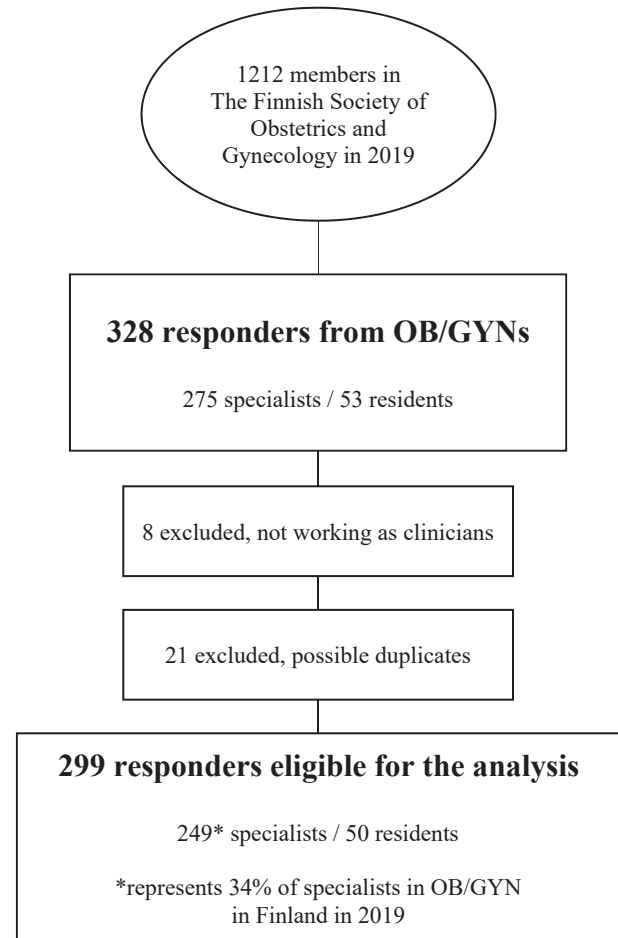 1212 members in
The Finnish Society of
Obstetrics and
Gynecology in 2019
328 responders from OB/GYNs
275 specialists / 53 residents
8 excluded, not working as clinicians
21 excluded, possible duplicates
299 responders eligible for the analysis
249* specialists / 50 residents
*represents 34% of specialists in OB/GYN
in Finland in 2019